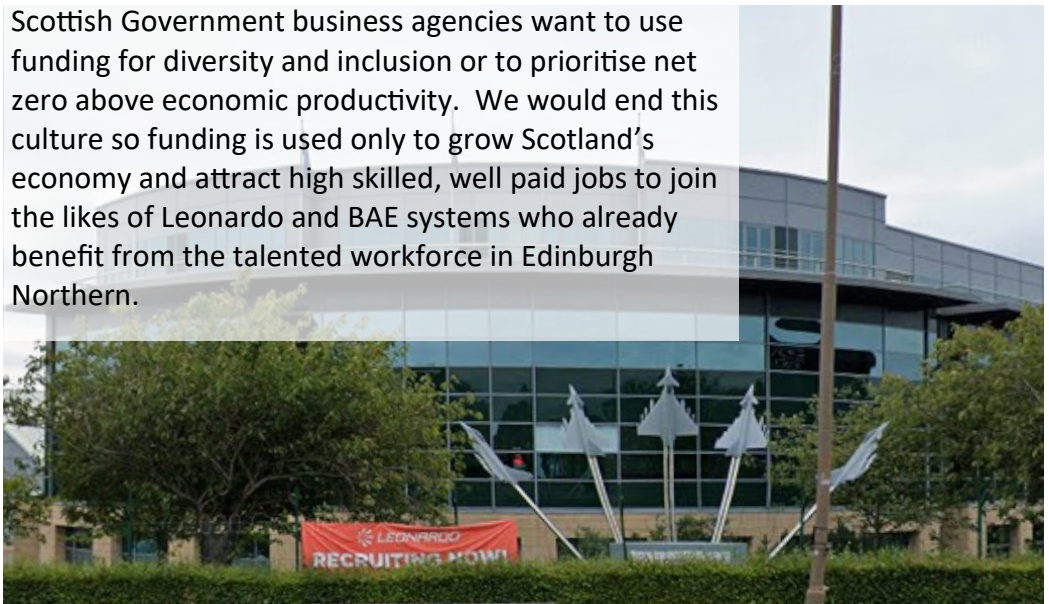 Scottish Government business agencies want to use
funding for diversity and inclusion or to prioritise net
zero above economic productivity.  We would end this
culture so funding is used only to grow Scotland’s
economy and attract high skilled, well paid jobs to join
the likes of Leonardo and BAE systems who already
benefit from the talented workforce in Edinburgh
Northern.
LEONARDO
RECRUITING NOW!